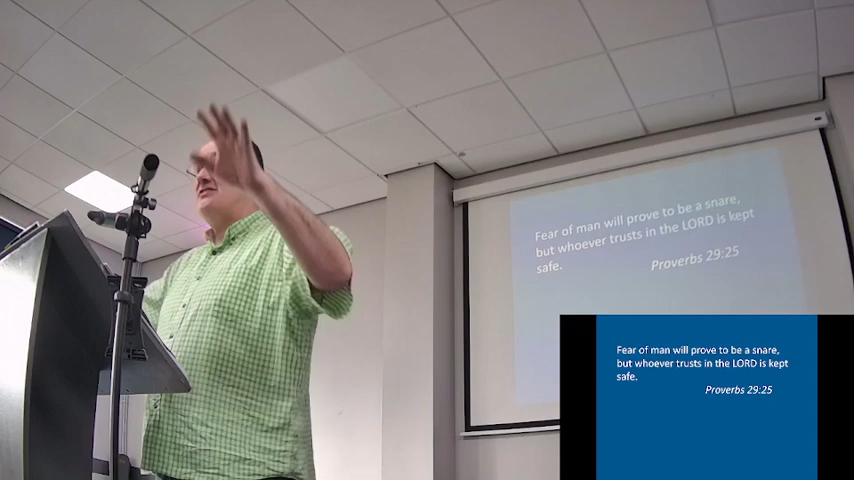 Fear of man will prove to be a snare,
but whoever trusts in the LORD is kept
safe.
Proverbs 29:25
Fear of man will prove to be a snare,
but whoever trusts in the LORD is kept
safe.
Proverbs 29:25